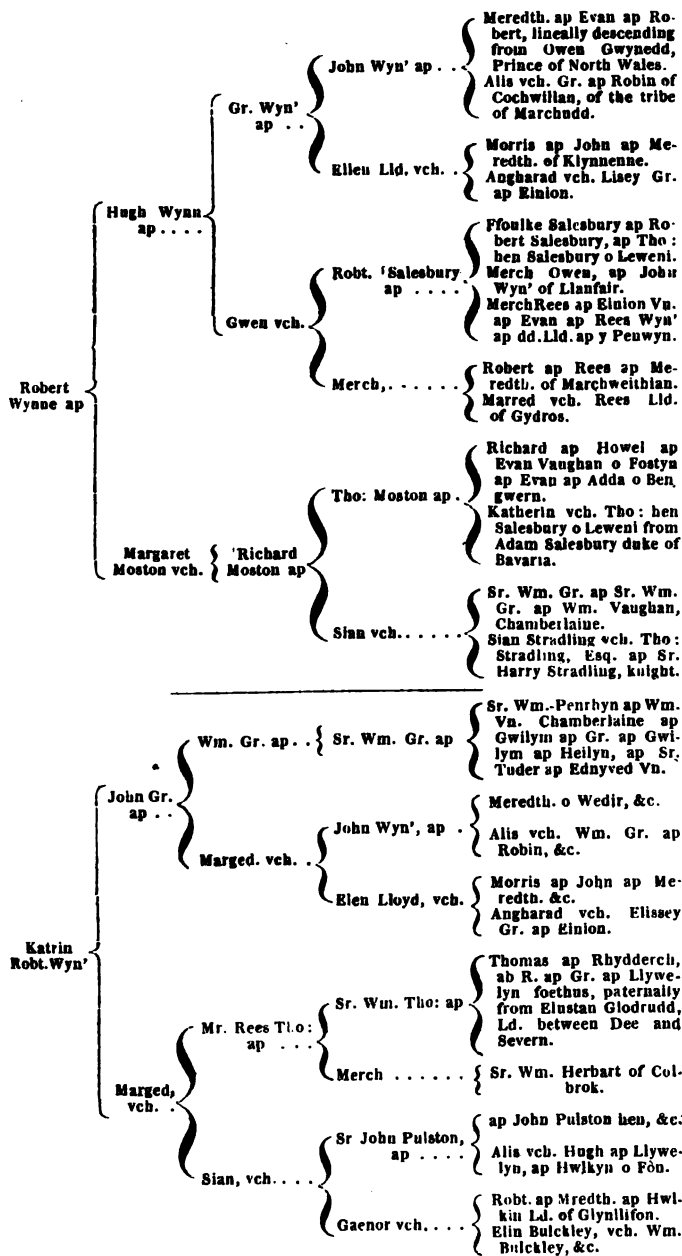 Robert
Wynne ap
Hugh Wynn
ap . . . .
Gr. Wyn'
ap . .
John Wyn' ap . .
Meredth. ap Evan ap Ro-
bert, lineally descending
from Owen Gwynedd,
Prince of North Wales.
Alis vch. Gr. ap Robin of
Cochwillan, of the tribe
of Marchudd.
Ellen Lld. vch. .
Morris ap John ap Me-
redth. of Klynnenne.
Angharad vch. Lisey Gr.
ap Einion.
Gwen vch.
Robt. 'Salesbury
ap . . . . .
Ffoulke Salesbury ap Ro-
bert Salesbury, ap Tho :
hen Salesbury o Leweni.
Merch Owen, ap John
Wyn' of Llanfair.
Merch Rees ap Einion Vn.
ap Evan ap Rees Wyn'
ap dd. Lld. ap y Penwyn.
Merch, . . . . . .
Robert ap Rees ap Me-
redth. of Marchweithian.
Marred vch. Rees Lld.
of Gydros.
Margaret
Moston vch.
'Richard
Moston ap
Tho: Moston ap .
Richard ap Howel ap
Evan Vaughan o Fostyn
ap Evan ap Adda o Ben
gwern.
Katherin vch. Tho : hen
Salesbury o Leweni from
Adam Salesbury duke of
Bavaria.
Sian vch. . . . . .
Sr. Wm. Gr. ap Sr. Wm.
Gr. ap Wm. Vaughan,
Chamberlaine.
Sian Stradling vch. Tho :
Stradling, Esq. ap Sr.
Harry Stradling, knight.
Katrin
Robt. Wyn'
John Gr.
ap . .
Wm. Gr. ap . .
Sr. Wm. Gr. ap
Sr. Wm.-Penrhyn ap Wm.
Vn. Chamberlaine ap
Gwilym ap Gr. ap Gwi-
lym ap Heilyn, ap Sr.
Tuder ap Ednyved Vn.
Marged. vch. .
John Wyn', ap .
Meredth. o Wedir, &c.
Alis vch. Wm. Gr. ap
Robin, &c.
Elen Lloyd, vch.
Morris ap John ap Me-
redth. &c.
Angharad vch. Elissey
Gr. ap Einion.
Marged,
vch. .
Mr. Rees Tho:
ap . . .
Sr. Wm. Tho: ap
Thomas ap Rhydderch,
ab R. ap Gr. ap Llywe-
lyn foethus, paternally
from Elustan Glodrudd,
Ld. between Dee and
Severn.
Merch . . . . . .
Sr. Wm. Herbart of Col-
brok.
Sian, vch. . . .
Sr John Pulston,
ap . . . .
ap John Pulston hen, &c.
Alis vch. Hugh ap Llywe-
lyn, ap Hwlkyn o Fôn.
Gaenor vch. . . .
Robt. ap Mredth. ap Hwl-
kin Ld. of Glynllifon.
Elin Bulckley, vch. Wm.
Bulckley, &c.